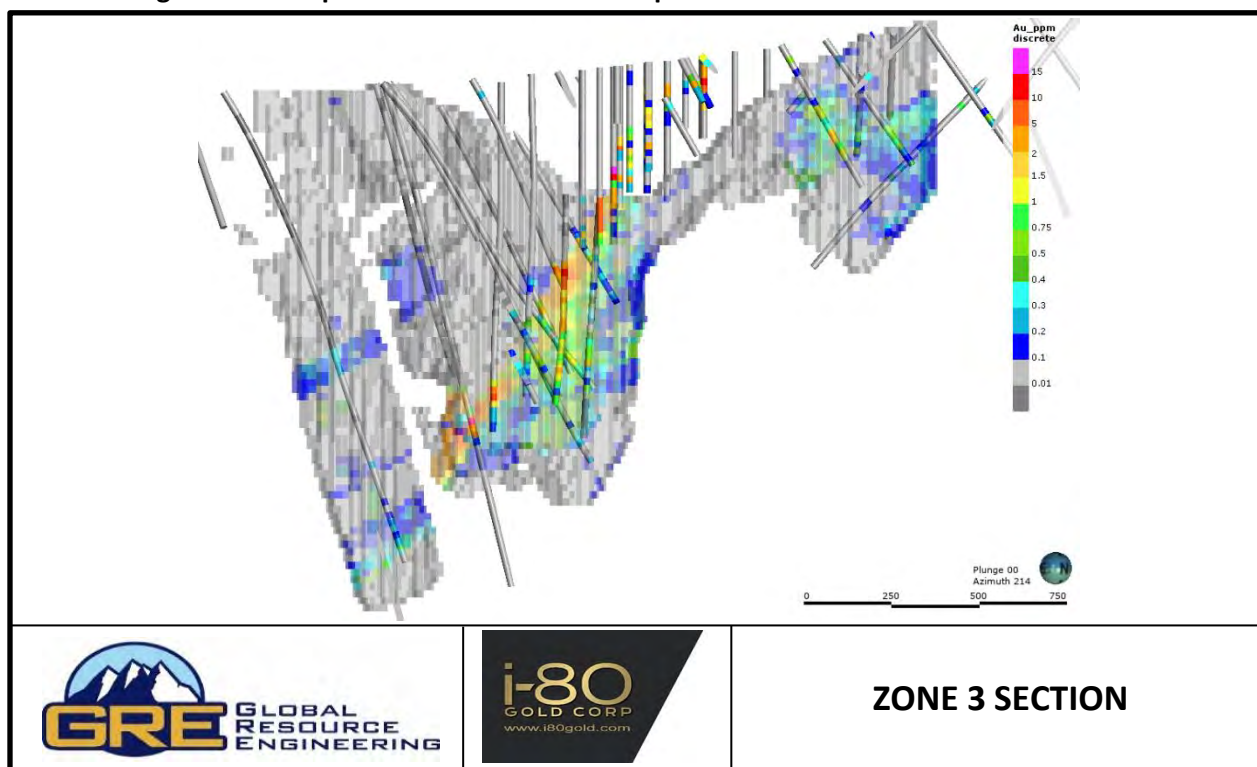 Au_ppm
discrete
15
10
5
2
1.5
1
0.75
0.5
0.4
0.3
0.2
0.1
0.01
Plunge 00
Azimuth 214
0 250 500 750
GRE GLOBAL
RESOURCE
ENGINEERING
i-80
GOLD CORP
www.i80gold.com
ZONE 3 SECTION